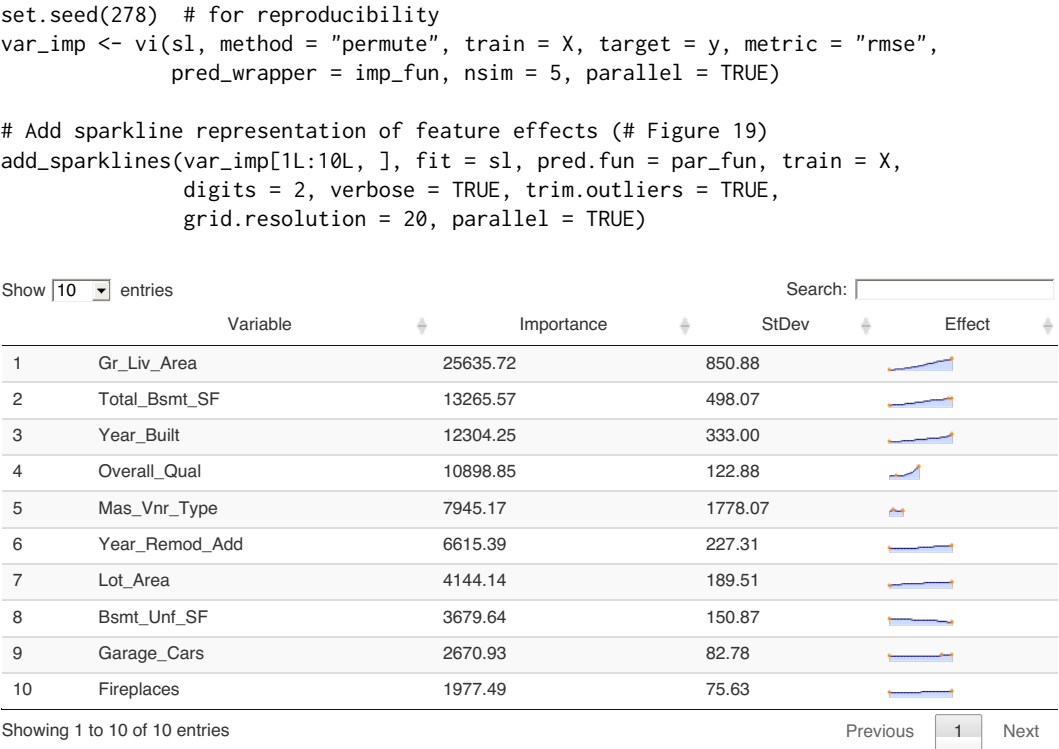 set.seed(278)  # for reproducibility
var_imp <- vi(sl, method = "permute", train = X, target = y, metric = "rmse",
              pred_wrapper = imp_fun, nsim = 5, parallel = TRUE)
# Add sparkline representation of feature effects (# Figure 19)
add_sparklines(var_imp[1L:10L, ], fit = sl, pred.fun = par_fun, train = X,
               digits = 2, verbose = TRUE, trim.outliers = TRUE,
               grid.resolution = 20, parallel = TRUE)
Show 10 entries Search:
Variable Importance StDev Effect
1 Gr_Liv_Area 25635.72 850.88
2 Total_Bsmt_SF 13265.57 498.07
3 Year_Built 12304.25 333.00
4 Overall_Qual 10898.85 122.88
5 Mas_Vnr_Type 7945.17 1778.07
6 Year_Remod_Add 6615.39 227.31
7 Lot_Area 4144.14 189.51
8 Bsmt_Unf_SF 3679.64 150.87
9 Garage_Cars 2670.93 82.78
10 Fireplaces 1977.49 75.63
Showing 1 to 10 of 10 entries Previous 1 Next